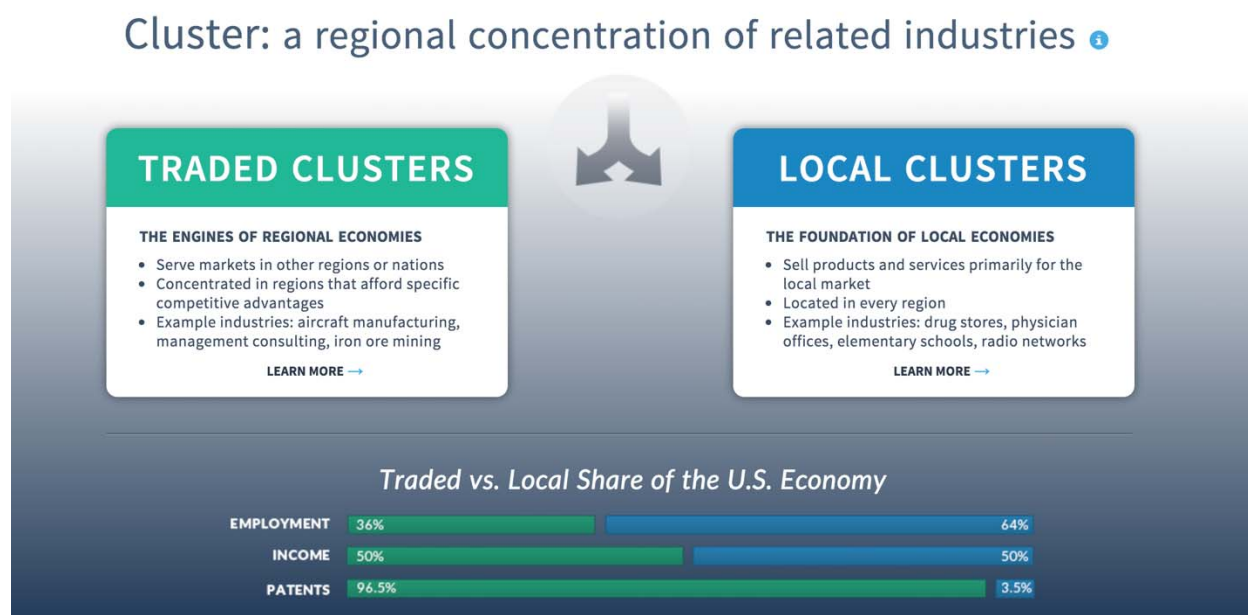 Cluster: a regional concentration of related industries
TRADED CLUSTERS
THE ENGINES OF REGIONAL ECONOMIES
• Serve markets in other regions or nations
• Concentrated in regions that afford specific
competitive advantages
• Example industries: aircraft manufacturing,
management consulting, iron ore mining
LEARN MORE →
LOCAL CLUSTERS
THE FOUNDATION OF LOCAL ECONOMIES
• Sell products and services primarily for the
local market
• Located in every region
• Example industries: drug stores, physician
offices, elementary schools, radio networks
LEARN MORE →
Traded vs. Local Share of the U.S. Economy
EMPLOYMENT 36% 64%
INCOME 50% 50%
PATENTS 96.5% 3.5%